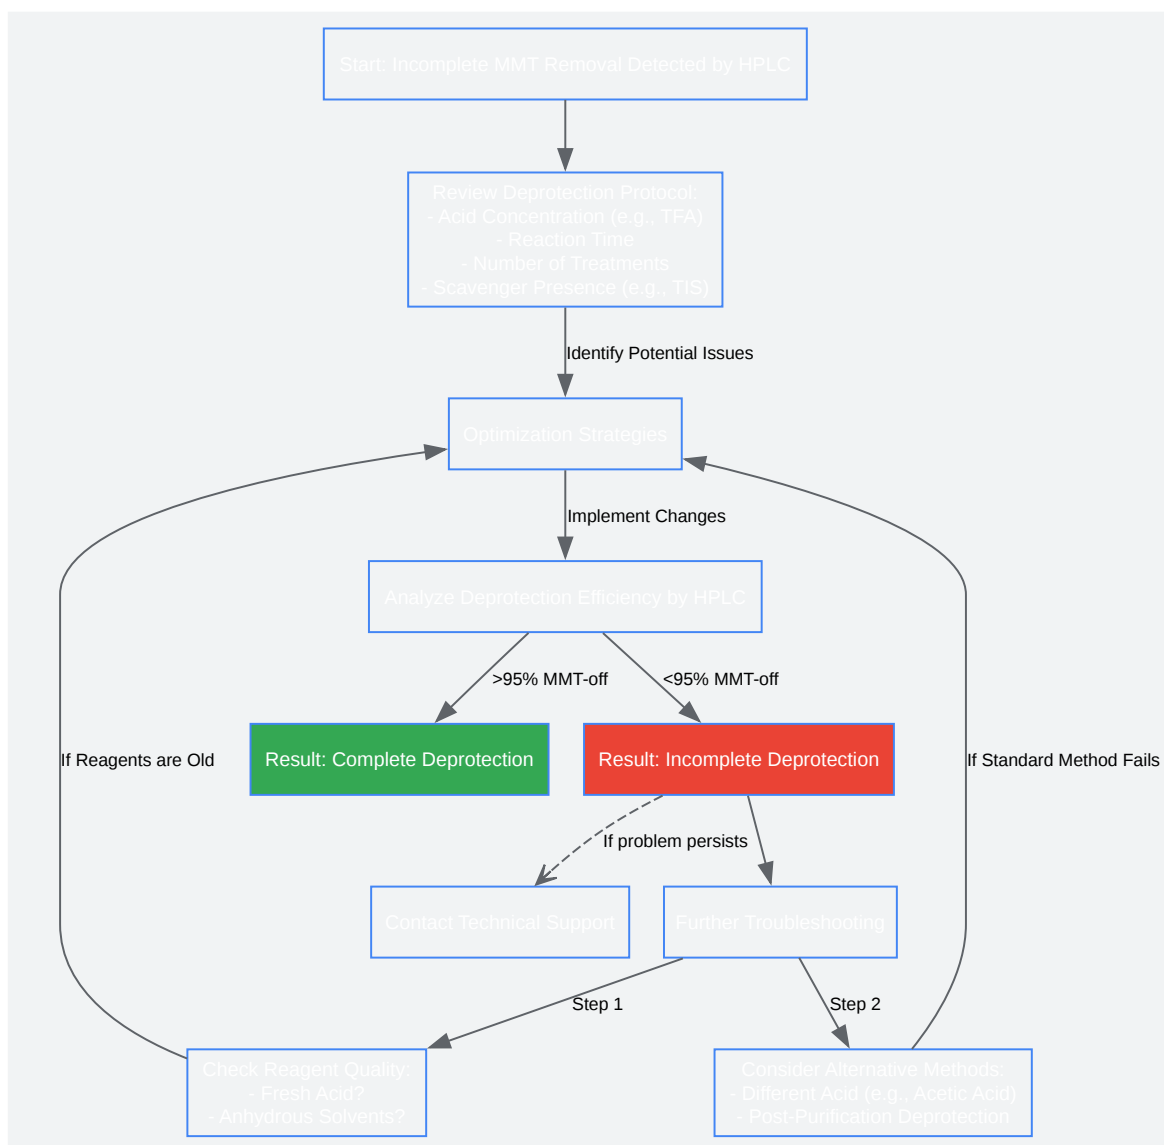 Start: Incomplete MMT Removal Detected by HPLC
Review Deprotection Protocol:
- Acid Concentration (e.g., TFA)
- Reaction Time
- Number of Treatments
- Scavenger Presence (e.g., TIS)
Identify Potential Issues
Optimization Strategies
Implement Changes
Analyze Deprotection Efficiency by HPLC
>95% MMT-off
<95% MMT-off
Result: Complete Deprotection
Result: Incomplete Deprotection
If Reagents are Old
If Standard Method Fails
If problem persists
Contact Technical Support
Further Troubleshooting
Step 1
Step 2
Check Reagent Quality:
- Fresh Acid?
- Anhydrous Solvents?
Consider Alternative Methods:
- Different Acid (e.g., Acetic Acid)
- Post-Purification Deprotection